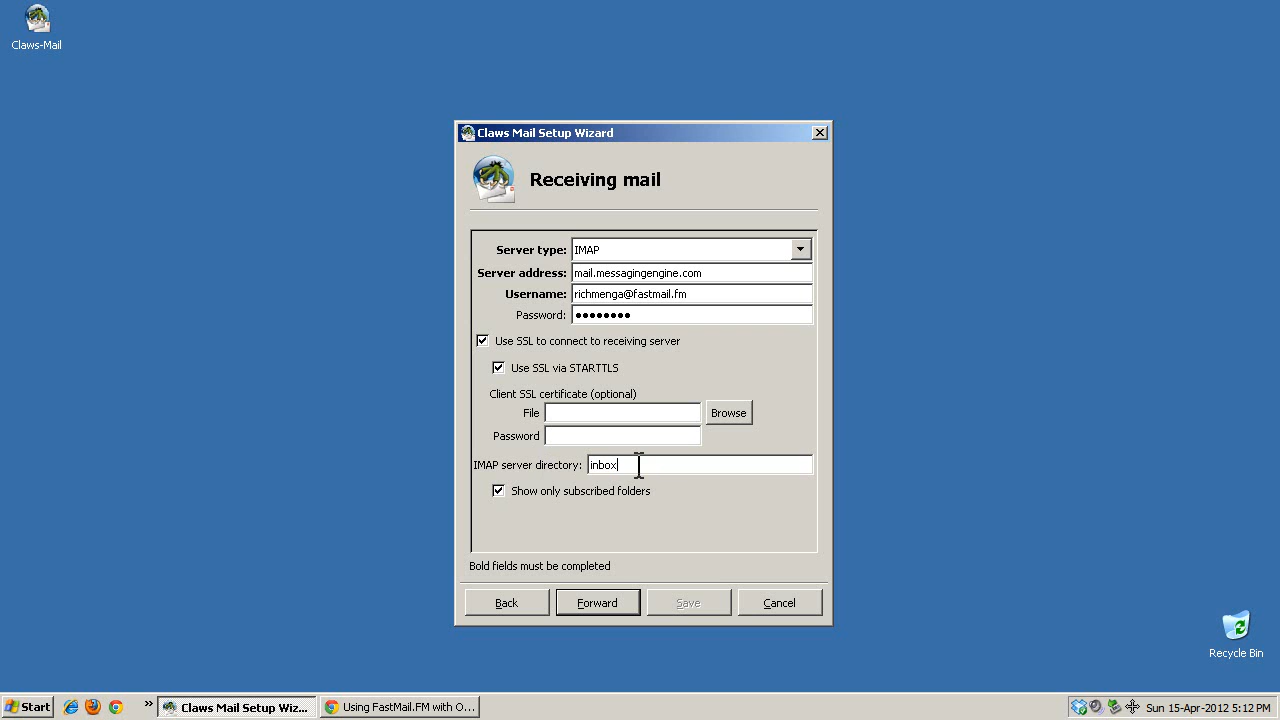 Claws-Mail
Claws Mail Setup Wizard
Receiving mail
Server type: IMAP
Server address: mail.messagingengine.com
Username: richmenga@fastmail.fm
Password: ●●●●●●●●
Use SSL to connect to receiving server
Use SSL via STARTTLS
Client SSL certificate (optional)
File Browse
Password
IMAP server directory: inbox
Show only subscribed folders
Bold fields must be completed
Back Forward Save Cancel
Recycle Bin
Start » Claws Mail Setup Wiz... Using FastMail.FM with O... Sun 15-Apr-2012 5:12 PM